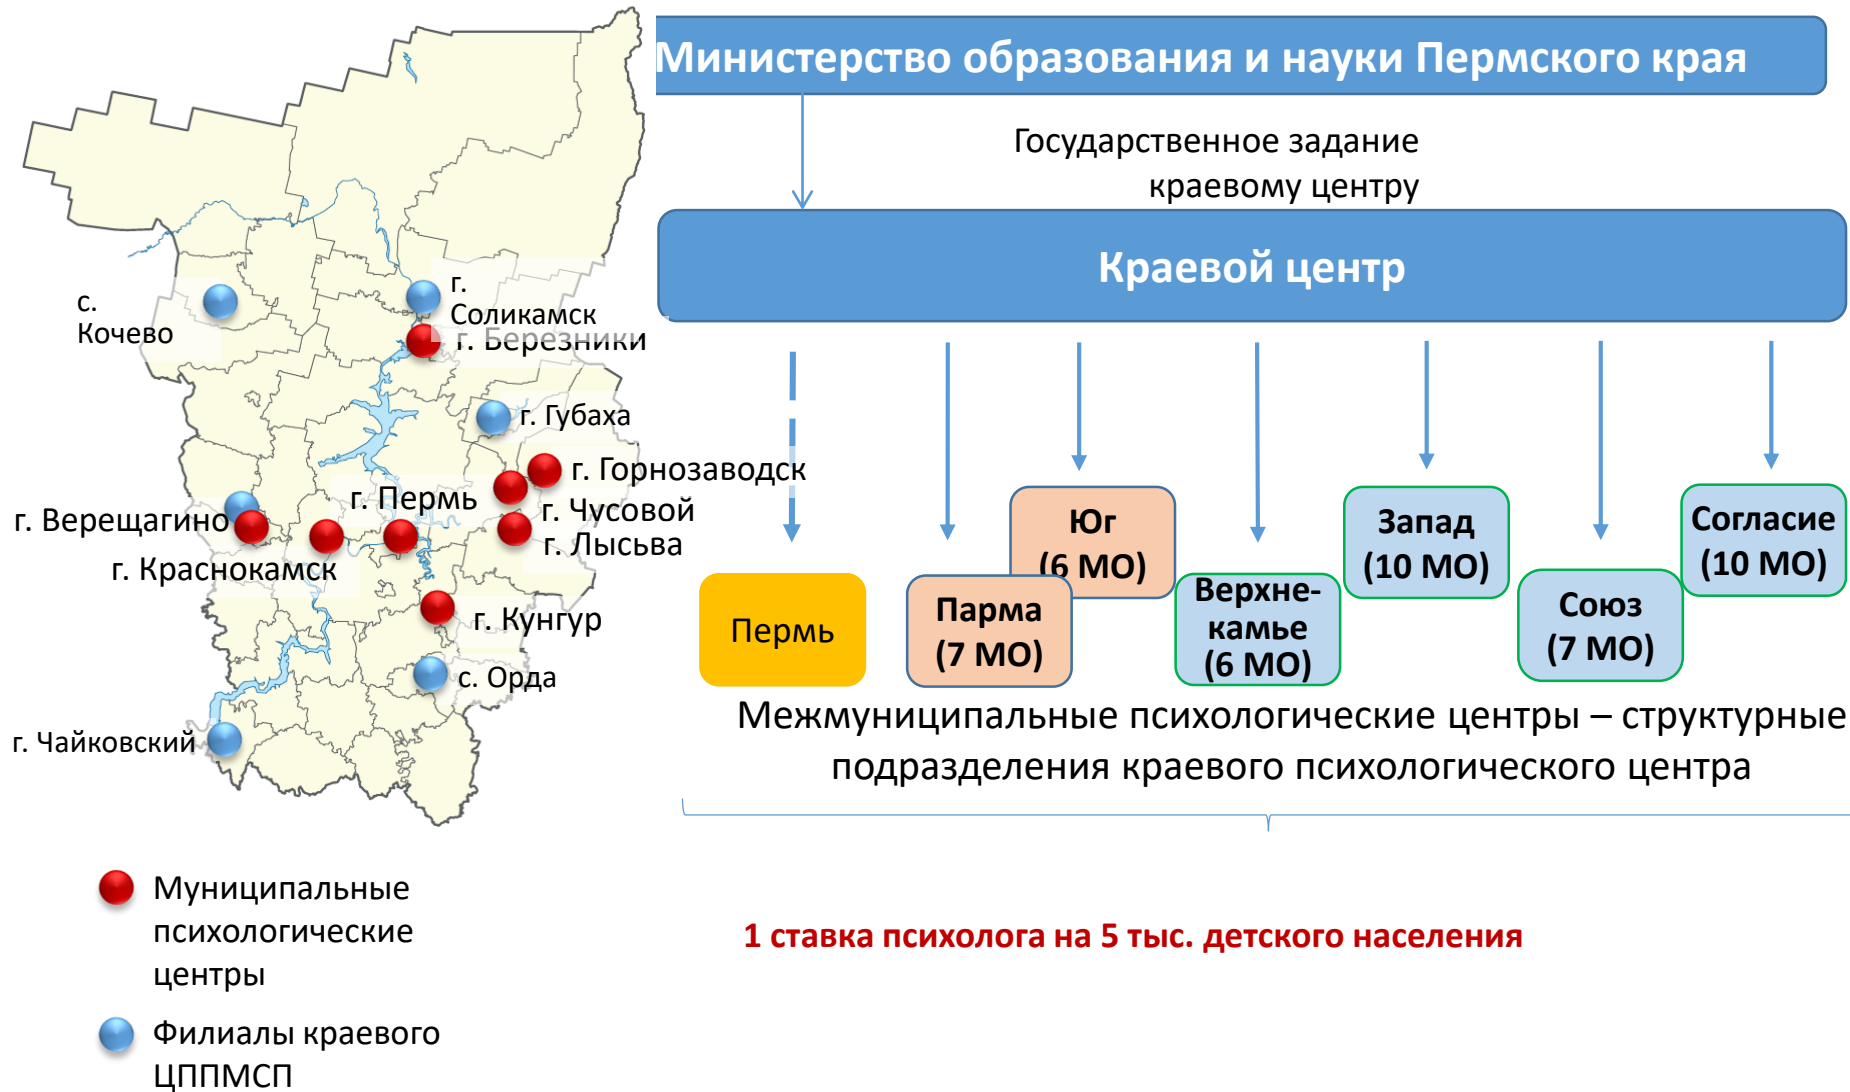 Министерство образования и науки Пермского края
Государственное задание
краевому центру
Краевой центр
с.
Кочево
г.
Соликамск
г. Березники
г. Губаха
г. Горнозаводск
г. Пермь
г. Чусовой
г. Верещагино
г. Лысьва
г. Краснокамск
г. Кунгур
с. Орда
г. Чайковский
Пермь
Парма
(7 МО)
Юг
(6 МО)
Верхне-
камье
(6 МО)
Запад
(10 МО)
Союз
(7 МО)
Согласие
(10 МО)
Межмуниципальные психологические центры – структурные
подразделения краевого психологического центра
Муниципальные
психологические
центры
Филиалы краевого
ЦППМСП
1 ставка психолога на 5 тыс. детского населения